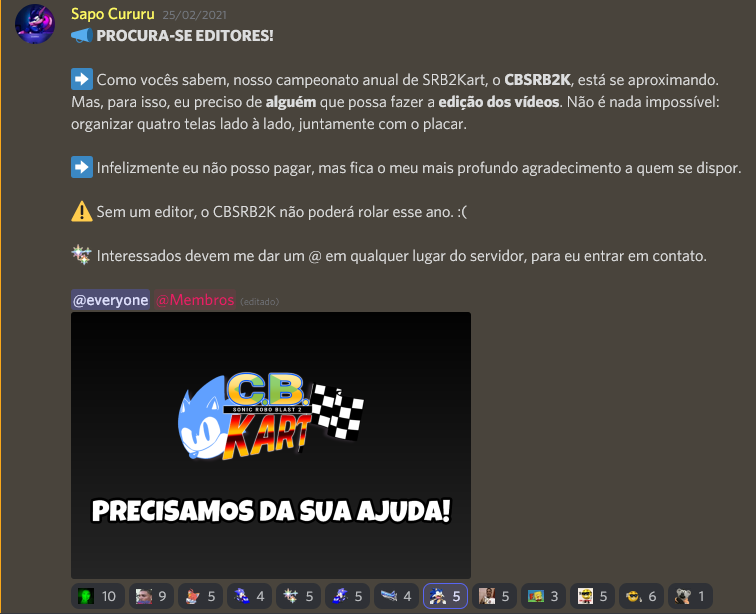 Sapo Cururu 25/02/2021
📣 PROCURA-SE EDITORES!
➡️ Como vocês sabem, nosso campeonato anual de SRB2Kart, o CBSRB2K, está se aproximando.
Mas, para isso, eu preciso de alguém que possa fazer a edição dos vídeos. Não é nada impossível:
organizar quatro telas lado à lado, juntamente com o placar.
➡️ Infelizmente eu não posso pagar, mas fica o meu mais profundo agradecimento a quem se dispor.
⚠️ Sem um editor, o CBSRB2K não poderá rolar esse ano. :(
Interessados devem me dar um @ em qualquer lugar do servidor, para eu entrar em contato.
@everyone @Membros (editado)
C.B.
SONIC ROBO BLAST 2
KART
PRECISAMOS DA SUA AJUDA!
10 9 5 4 5 5 4 5 5 3 5 6 1